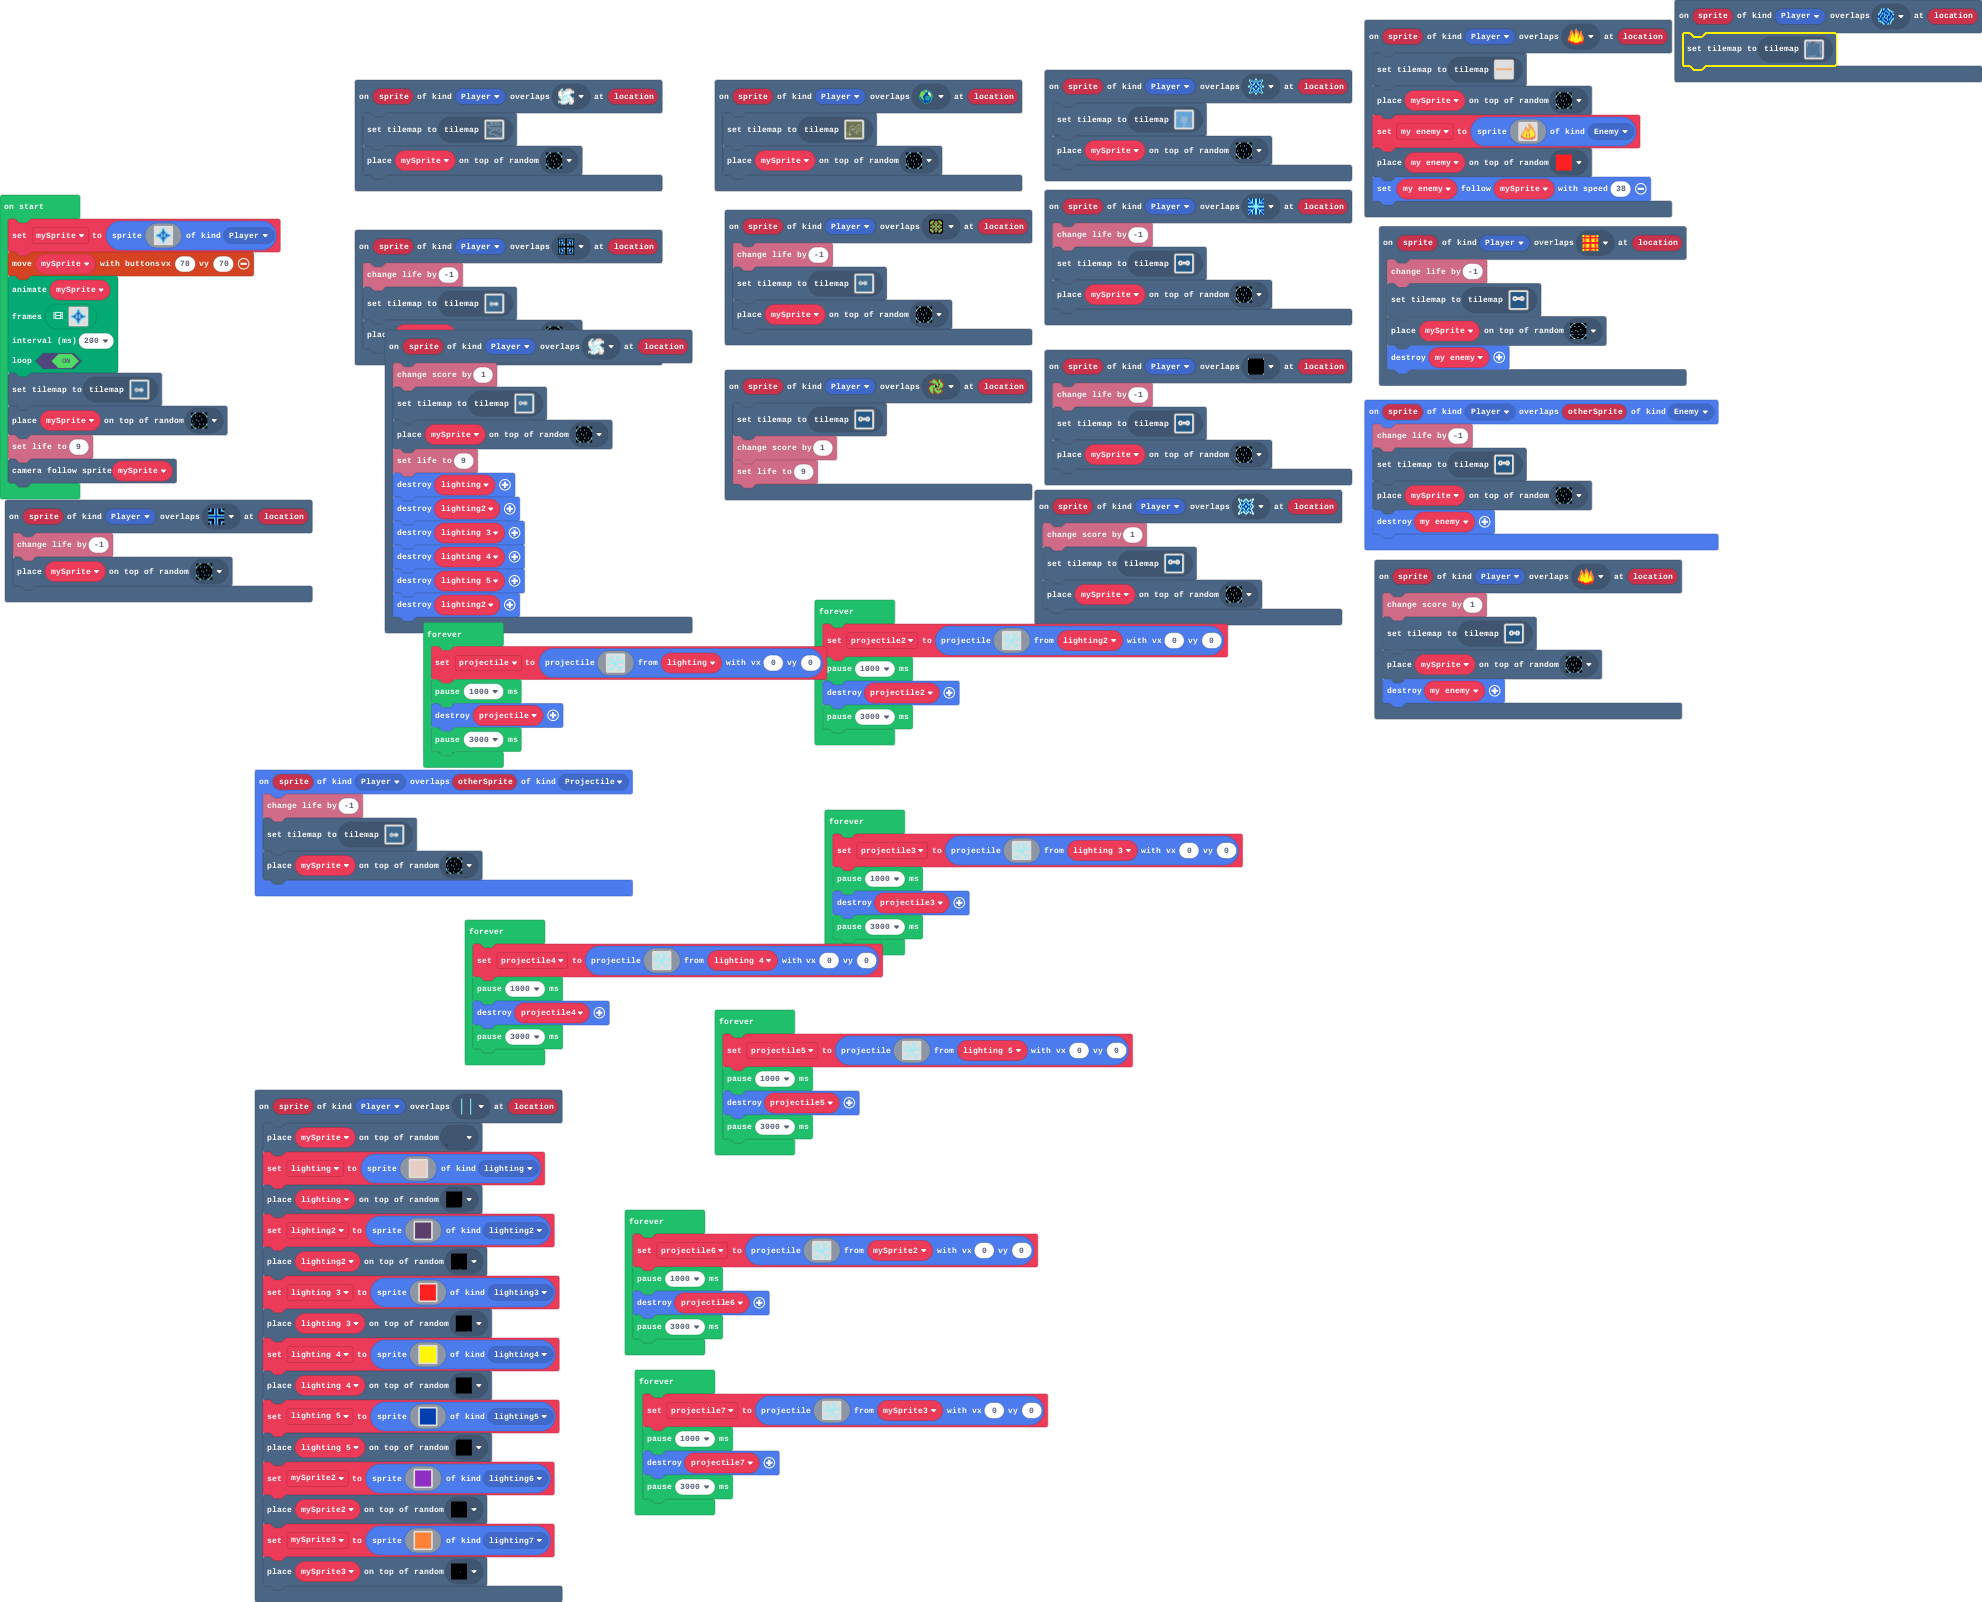 on start
set mySprite to sprite of kind Player
move mySprite with buttons vx 70 vy 70
animate mySprite
frames
interval (ms) 200
loop ON
set tilemap to tilemap
place mySprite on top of random
set life to 9
camera follow sprite mySprite
on sprite of kind Player overlaps at location
change life by -1
place mySprite on top of random
on sprite of kind Player overlaps at location
set tilemap to tilemap
place mySprite on top of random
on sprite of kind Player overlaps at location
change life by -1
set tilemap to tilemap
plac
on sprite of kind Player overlaps at location
change score by 1
set tilemap to tilemap
place mySprite on top of random
set life to 9
destroy lighting
destroy lighting2
destroy lighting 3
destroy lighting 4
destroy lighting 5
destroy lighting2
forever
set projectile to projectile from lighting with vx 0 vy 0
pause 1000 ms
destroy projectile
pause 3000 ms
on sprite of kind Player overlaps otherSprite of kind Projectile
change life by -1
set tilemap to tilemap
place mySprite on top of random
forever
set projectile4 to projectile from lighting 4 with vx 0 vy 0
pause 1000 ms
destroy projectile4
pause 3000 ms
on sprite of kind Player overlaps at location
place mySprite on top of random
set lighting to sprite of kind lighting
place lighting on top of random
set lighting2 to sprite of kind lighting2
place lighting2 on top of random
set lighting 3 to sprite of kind lighting3
place lighting 3 on top of random
set lighting 4 to sprite of kind lighting4
place lighting 4 on top of random
set lighting 5 to sprite of kind lighting5
place lighting 5 on top of random
set mySprite2 to sprite of kind lighting6
place mySprite2 on top of random
set mySprite3 to sprite of kind lighting7
place mySprite3 on top of random
on sprite of kind Player overlaps at location
set tilemap to tilemap
place mySprite on top of random
on sprite of kind Player overlaps at location
change life by -1
set tilemap to tilemap
place mySprite on top of random
on sprite of kind Player overlaps at location
set tilemap to tilemap
change score by 1
set life to 9
forever
set projectile2 to projectile from lighting2 with vx 0 vy 0
pause 1000 ms
destroy projectile2
pause 3000 ms
forever
set projectile3 to projectile from lighting 3 with vx 0 vy 0
pause 1000 ms
destroy projectile3
pause 3000 ms
forever
set projectile5 to projectile from lighting 5 with vx 0 vy 0
pause 1000 ms
destroy projectile5
pause 3000 ms
forever
set projectile6 to projectile from mySprite2 with vx 0 vy 0
pause 1000 ms
destroy projectile6
pause 3000 ms
forever
set projectile7 to projectile from mySprite3 with vx 0 vy 0
pause 1000 ms
destroy projectile7
pause 3000 ms
on sprite of kind Player overlaps at location
set tilemap to tilemap
place mySprite on top of random
on sprite of kind Player overlaps at location
change life by -1
set tilemap to tilemap
place mySprite on top of random
on sprite of kind Player overlaps at location
change life by -1
set tilemap to tilemap
place mySprite on top of random
on sprite of kind Player overlaps at location
change score by 1
set tilemap to tilemap
place mySprite on top of random
on sprite of kind Player overlaps at location
set tilemap to tilemap
place mySprite on top of random
set my enemy to sprite of kind Enemy
place my enemy on top of random
set my enemy follow mySprite with speed 38
on sprite of kind Player overlaps at location
change life by -1
set tilemap to tilemap
place mySprite on top of random
destroy my enemy
on sprite of kind Player overlaps otherSprite of kind Enemy
change life by -1
set tilemap to tilemap
place mySprite on top of random
destroy my enemy
on sprite of kind Player overlaps at location
change score by 1
set tilemap to tilemap
place mySprite on top of random
destroy my enemy
on sprite of kind Player overlaps at location
set tilemap to tilemap